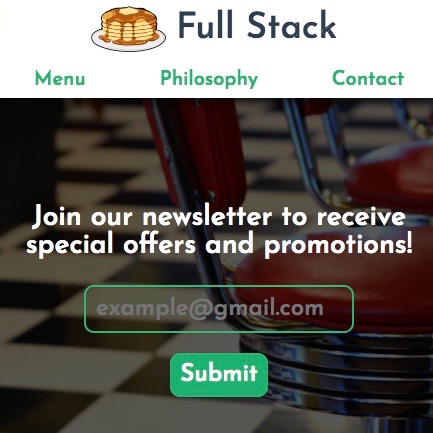 Full Stack
Menu Philosophy Contact
Join our newsletter to receive
special offers and promotions!
example@gmail.com
Submit